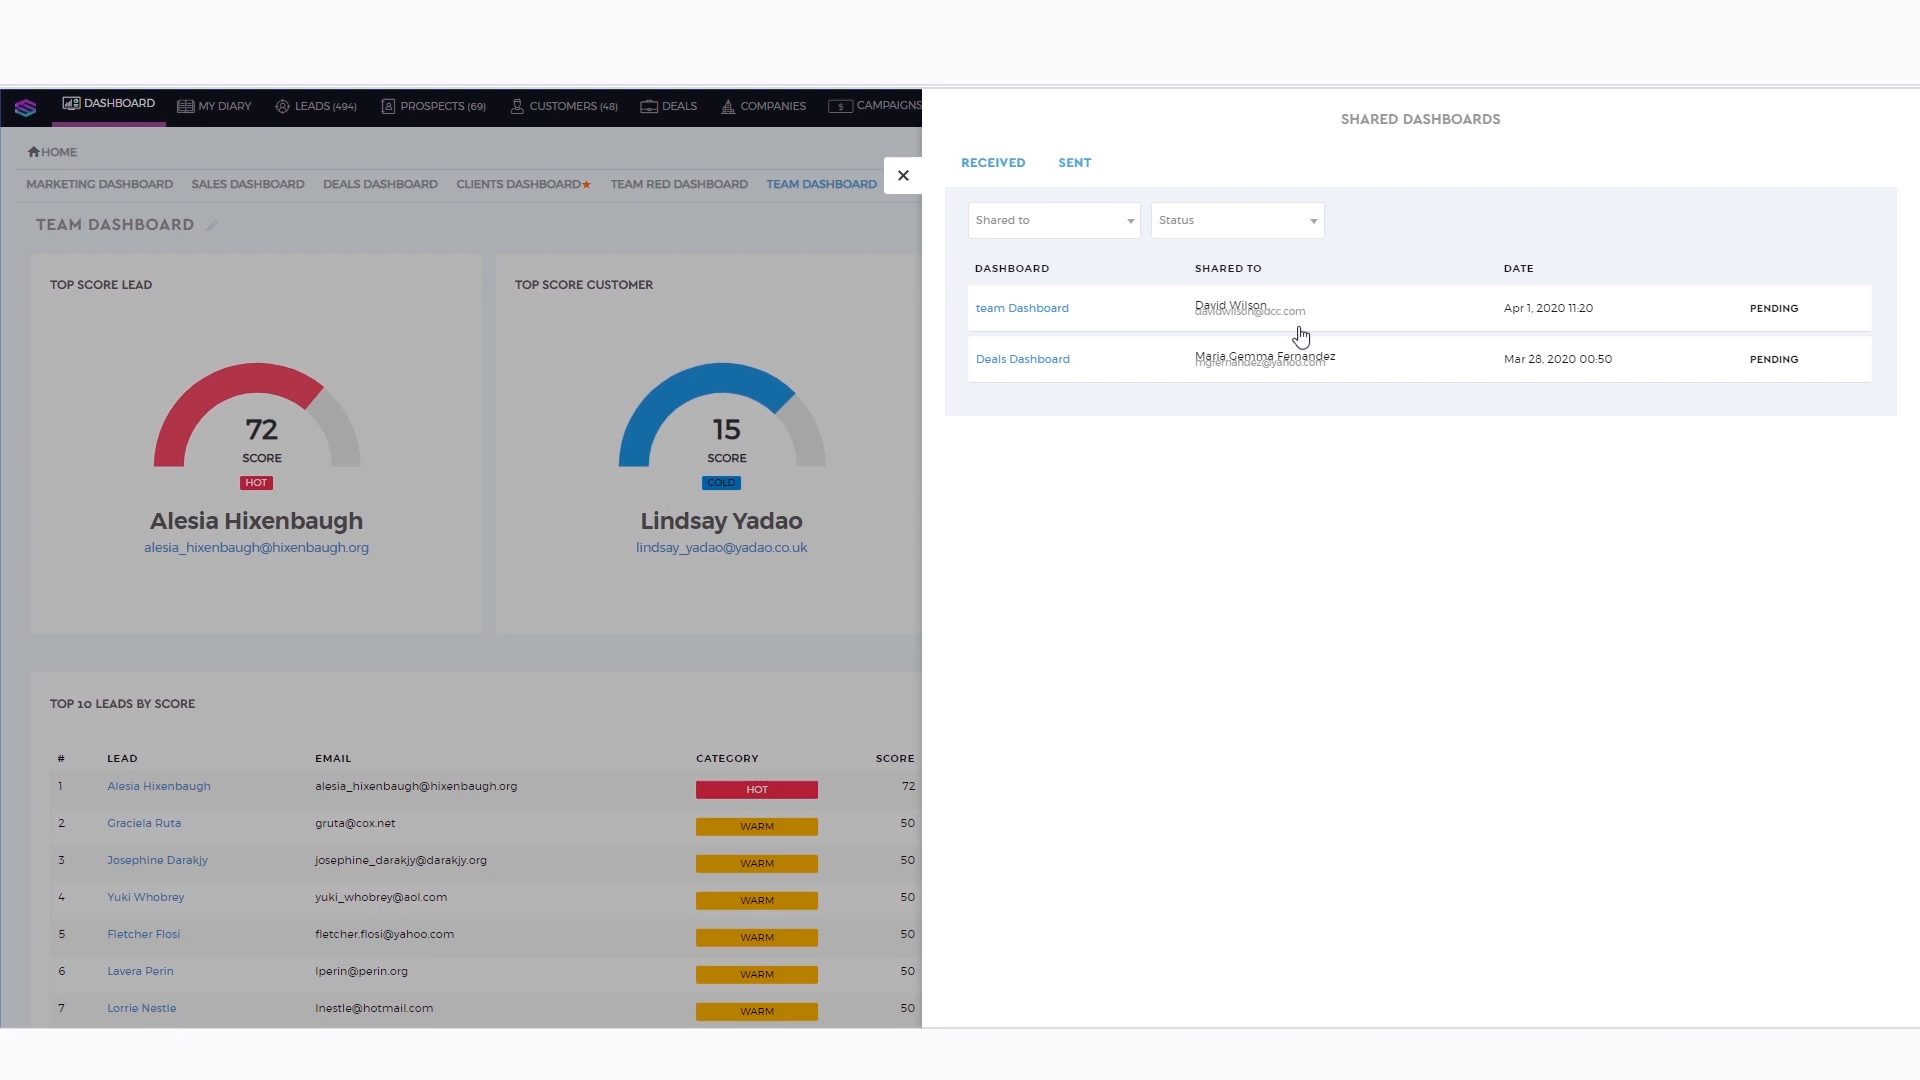 DASHBOARD MY DIARY LEADS (494) PROSPECTS (69) CUSTOMERS (48) DEALS COMPANIES $ CAMPAIGNS
HOME
MARKETING DASHBOARD SALES DASHBOARD DEALS DASHBOARD CLIENTS DASHBOARD★ TEAM RED DASHBOARD TEAM DASHBOARD
TEAM DASHBOARD
TOP SCORE LEAD
72
SCORE
HOT
Alesia Hixenbaugh
alesia_hixenbaugh@hixenbaugh.org
TOP SCORE CUSTOMER
15
SCORE
COLD
Lindsay Yadao
lindsay_yadao@yadao.co.uk
TOP 10 LEADS BY SCORE
# LEAD EMAIL CATEGORY SCORE
1 Alesia Hixenbaugh alesia_hixenbaugh@hixenbaugh.org HOT 72
2 Graciela Ruta gruta@cox.net WARM 50
3 Josephine Darakjy josephine_darakjy@darakjy.org WARM 50
4 Yuki Whobrey yuki_whobrey@aol.com WARM 50
5 Fletcher Flosi fletcher.flosi@yahoo.com WARM 50
6 Lavera Perin lperin@perin.org WARM 50
7 Lorrie Nestle lnestle@hotmail.com WARM 50
×
SHARED DASHBOARDS
RECEIVED SENT
Shared to Status
DASHBOARD SHARED TO DATE
team Dashboard David Wilson Apr 1, 2020 11:20 PENDING
davidwilson@dcc.com
Deals Dashboard Maria Gemma Fernandez Mar 28, 2020 00:50 PENDING
mgfernandez@yahoo.com